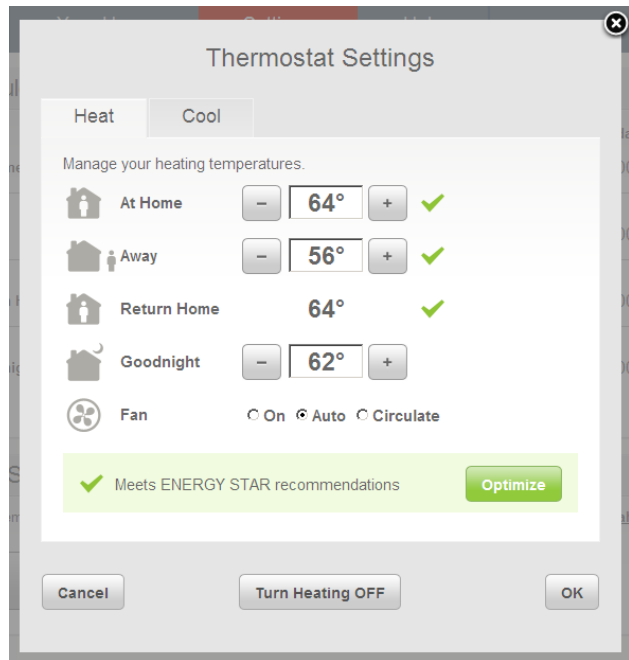 Thermostat Settings
Heat Cool
Manage your heating temperatures.
At Home - 64° +
Away - 56° +
Return Home 64°
Goodnight - 62° +
Fan On Auto Circulate
Meets ENERGY STAR recommendations Optimize
Cancel Turn Heating OFF OK